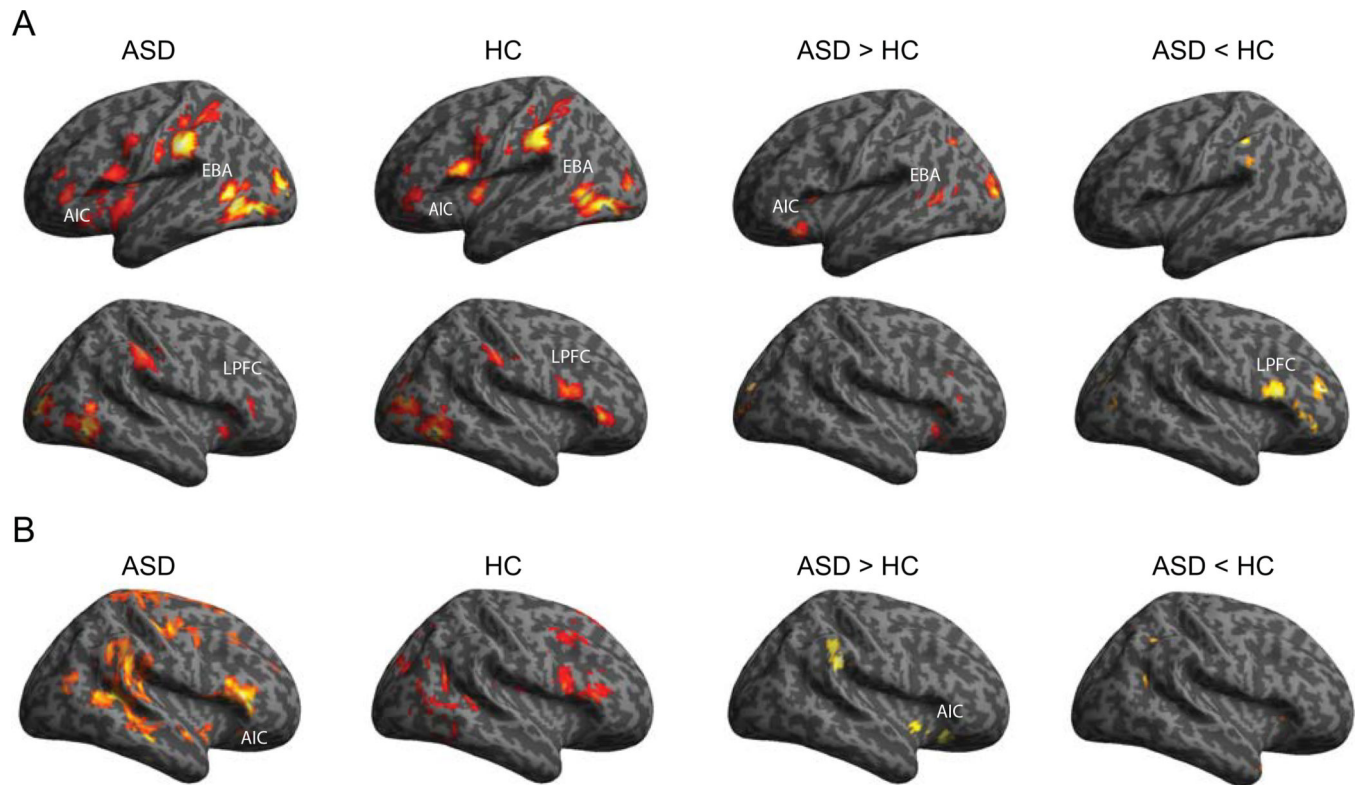 A
ASD HC ASD > HC ASD < HC
EBA EBA EBA
AIC AIC AIC
LPFC LPFC LPFC
B
ASD HC ASD > HC ASD < HC
AIC AIC